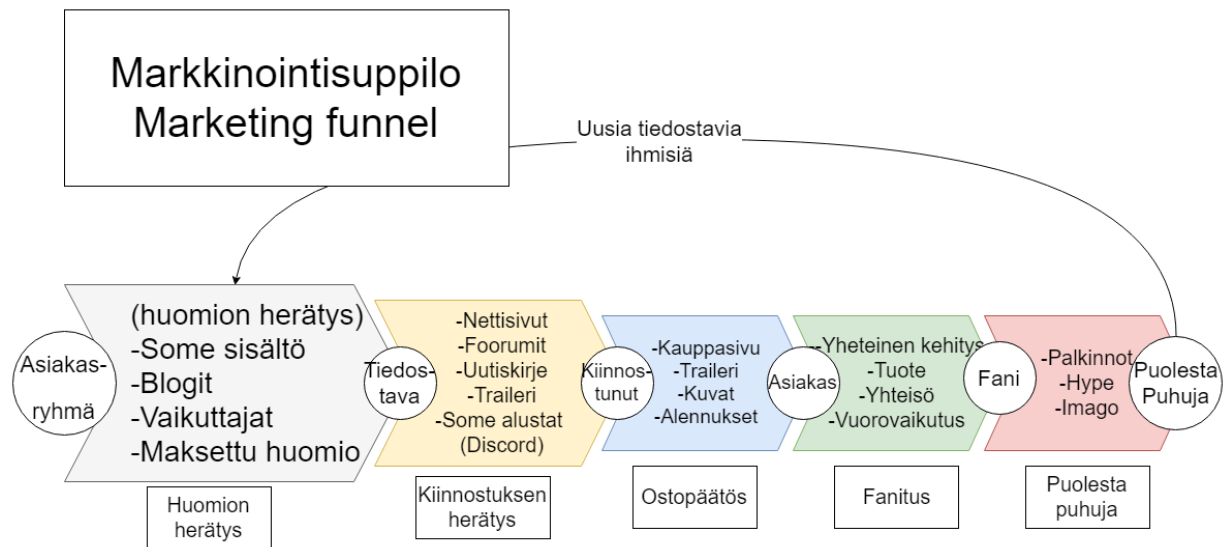 Markkinointisuppilo
Marketing funnel
Uusia tiedostavia
ihmisiä
Asiakas-
ryhmä
(huomion herätys)
-Some sisältö
-Blogit
-Vaikuttajat
-Maksettu huomio
Tiedos-
tava
-Nettisivut
-Foorumit
-Uutiskirje
-Traileri
-Some alustat
(Discord)
Kiinnos-
tunut
-Kauppasivu
-Traileri
-Kuvat
-Alennukset
Asiakas
-Yheteinen kehitys
-Tuote
-Yhteisö
-Vuorovaikutus
Fani
-Palkinnot
-Hype
-Imago
Puolesta
Puhuja
Huomion
herätys
Kiinnostuksen
herätys
Ostopäätös
Fanitus
Puolesta
puhuja